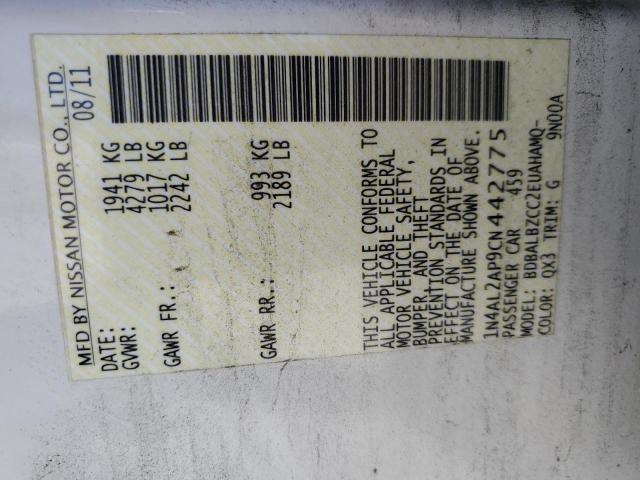 MFD BY NISSAN MOTOR CO., LTD.
DATE: 08/11
GVWR: 1941 KG
4279 LB
GAWR FR.: 1017 KG
2242 LB
GAWR RR.: 993 KG
2189 LB
THIS VEHICLE CONFORMS TO
ALL APPLICABLE FEDERAL
MOTOR VEHICLE SAFETY,
BUMPER, AND THEFT
PREVENTION STANDARDS IN
EFFECT ON THE DATE OF
MANUFACTURE SHOWN ABOVE.
1N4AL2AP9CN442775
PASSENGER CAR 459
MODEL: BDBALBZCC2EUAHAMQ-
COLOR: QX3 TRIM: G 9N00A